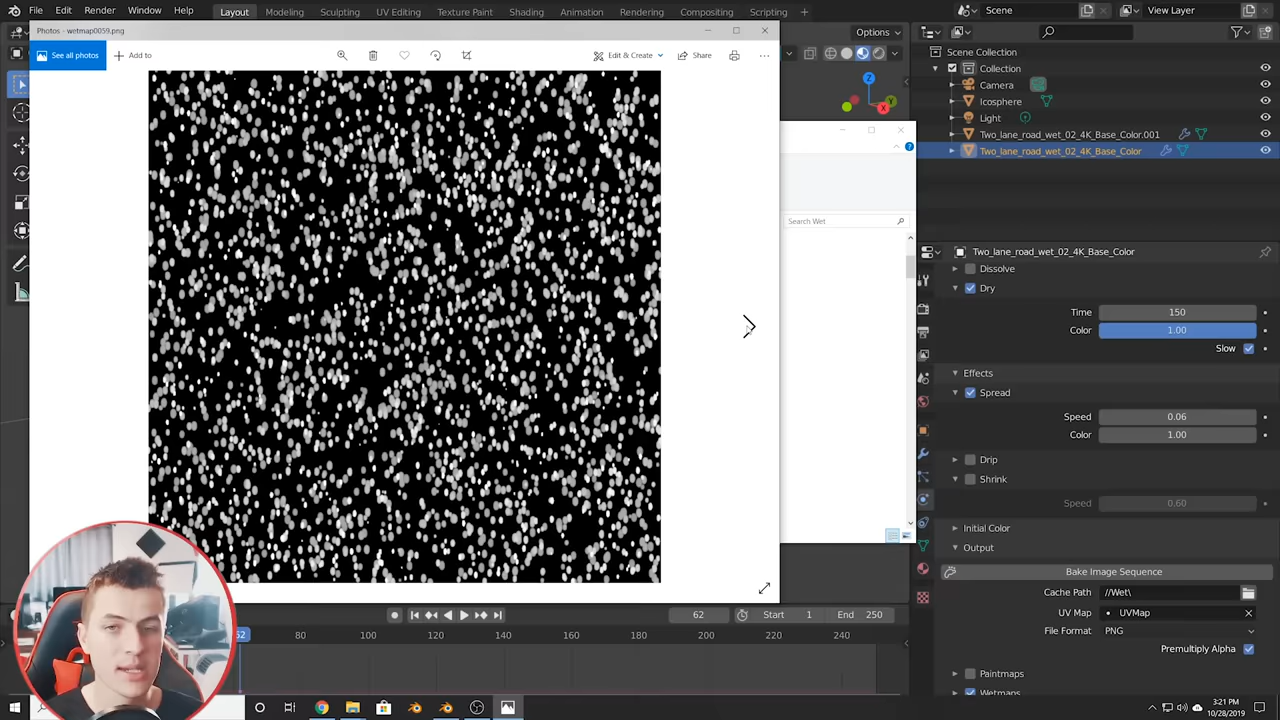 File Edit Render Window Help Layout Modeling Sculpting UV Editing Texture Paint Shading Animation Rendering Compositing Scripting Scene View Layer
Photos - wetmap0059.png
See all photos Add to Edit & Create Share
Options
Scene Collection
Collection
Camera
Icosphere
Light
Two_lane_road_wet_02_4K_Base_Color.001
Two_lane_road_wet_02_4K_Base_Color
Z
Y
X
Search Wet
Two_lane_road_wet_02_4K_Base_Color
Dissolve
Dry
Time 150
Color 1.00
Slow
Effects
Spread
Speed 0.06
Color 1.00
Drip
Shrink
Speed 0.60
Initial Color
Output
Bake Image Sequence
Cache Path //Wet\
UV Map UVMap
File Format PNG
Premultiply Alpha
Paintmaps
Wetmaps
62 Start 1 End 250
80 100 120 140 160 180 200 220 240
3:21 PM
10/28/2019